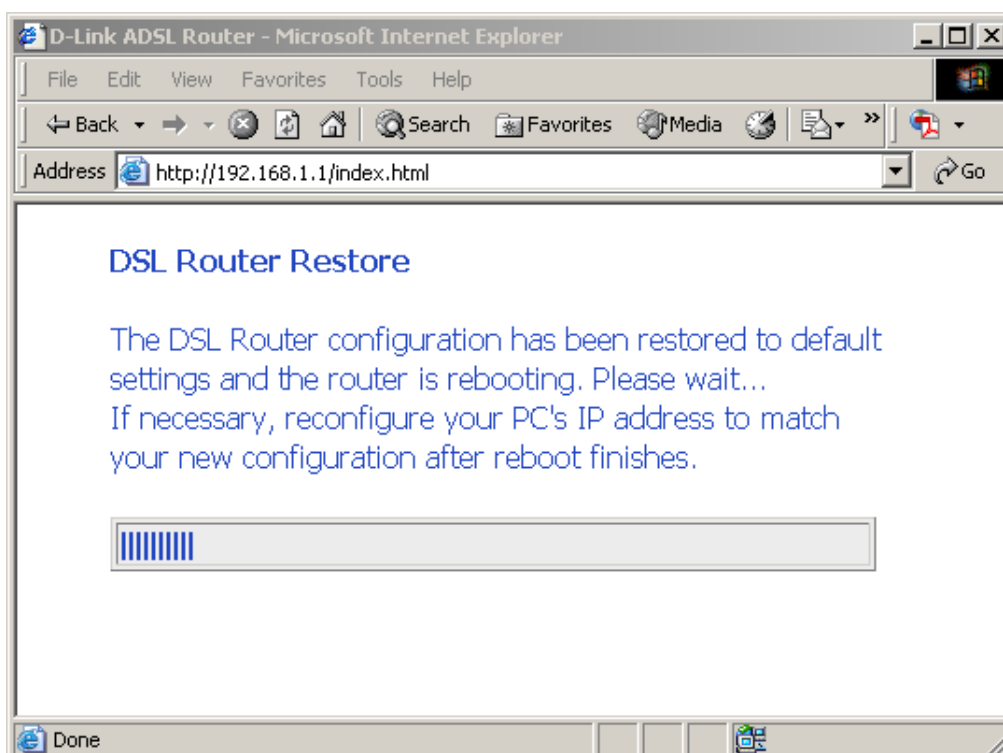 D-Link ADSL Router - Microsoft Internet Explorer
File Edit View Favorites Tools Help
Back Search Favorites Media »
Address http://192.168.1.1/index.html Go
DSL Router Restore
The DSL Router configuration has been restored to default
settings and the router is rebooting. Please wait...
If necessary, reconfigure your PC's IP address to match
your new configuration after reboot finishes.
Done